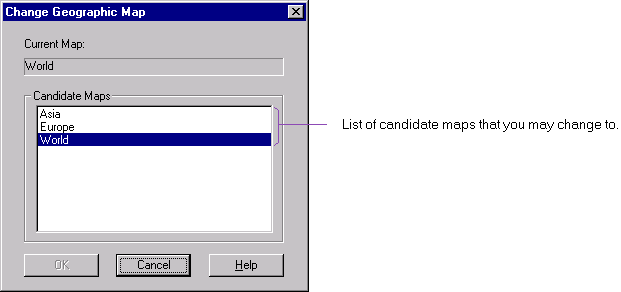 Change Geographic Map
Current Map:
World
Candidate Maps
Asia
Europe
World
List of candidate maps that you may change to.
OK
Cancel
Help